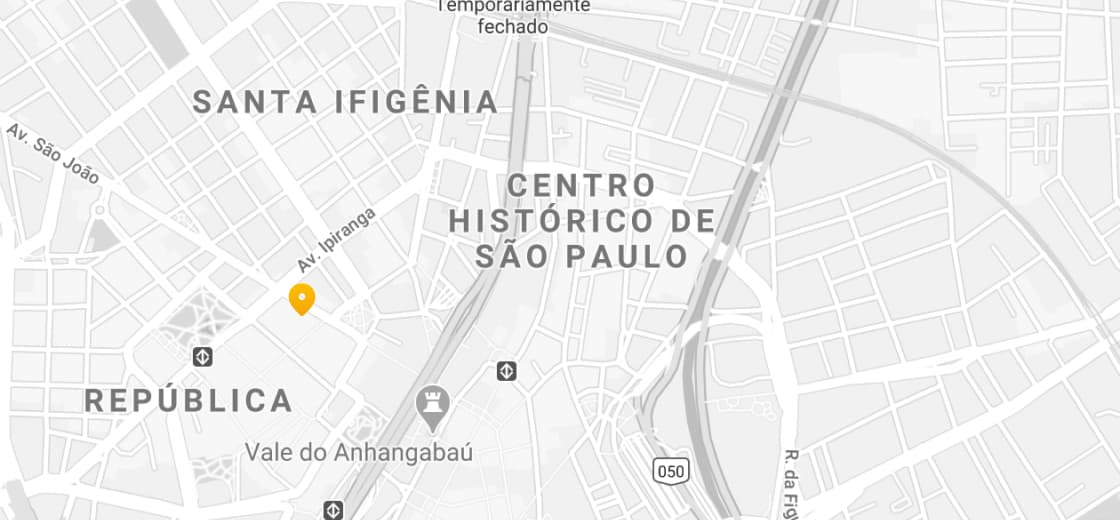 Temporariamente
fechado
SANTA IFIGÊNIA
Av. São João
CENTRO
HISTÓRICO DE
SÃO PAULO
Av. Ipiranga
REPÚBLICA
Vale do Anhangabaú
050
R. da Fig